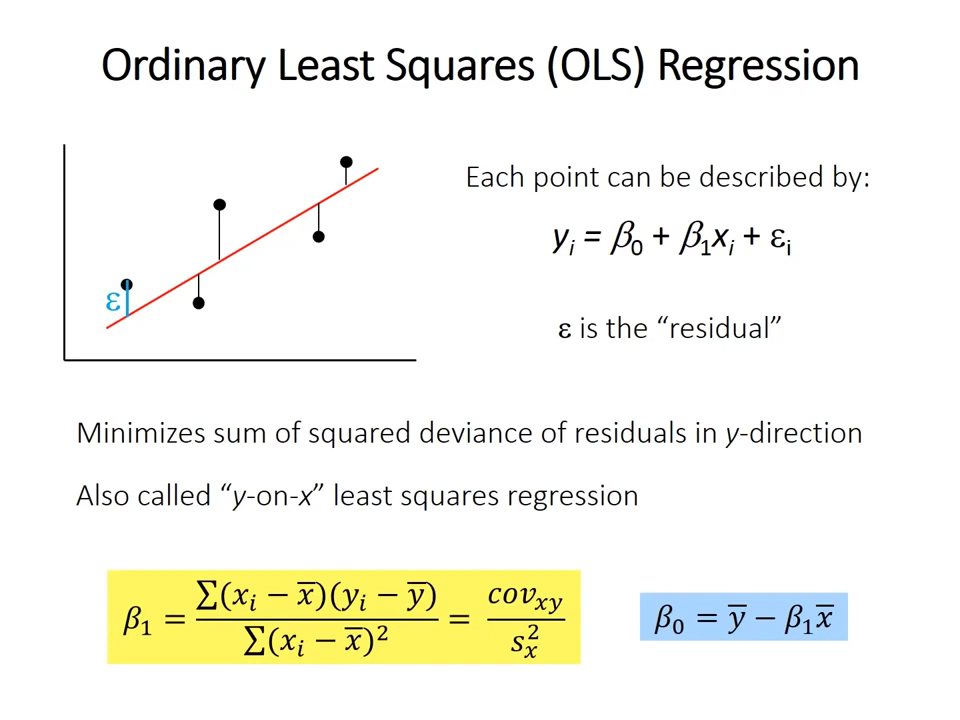 Ordinary Least Squares (OLS) Regression
Each point can be described by:
yᵢ = β₀ + β₁xᵢ + εᵢ
ε
ε is the “residual”
Minimizes sum of squared deviance of residuals in y-direction
Also called “y-on-x” least squares regression
β₁ = ∑(xᵢ − x̅)(yᵢ − y̅) / ∑(xᵢ − x̅)² = cov_xy / s_x²
β₀ = y̅ − β₁x̅